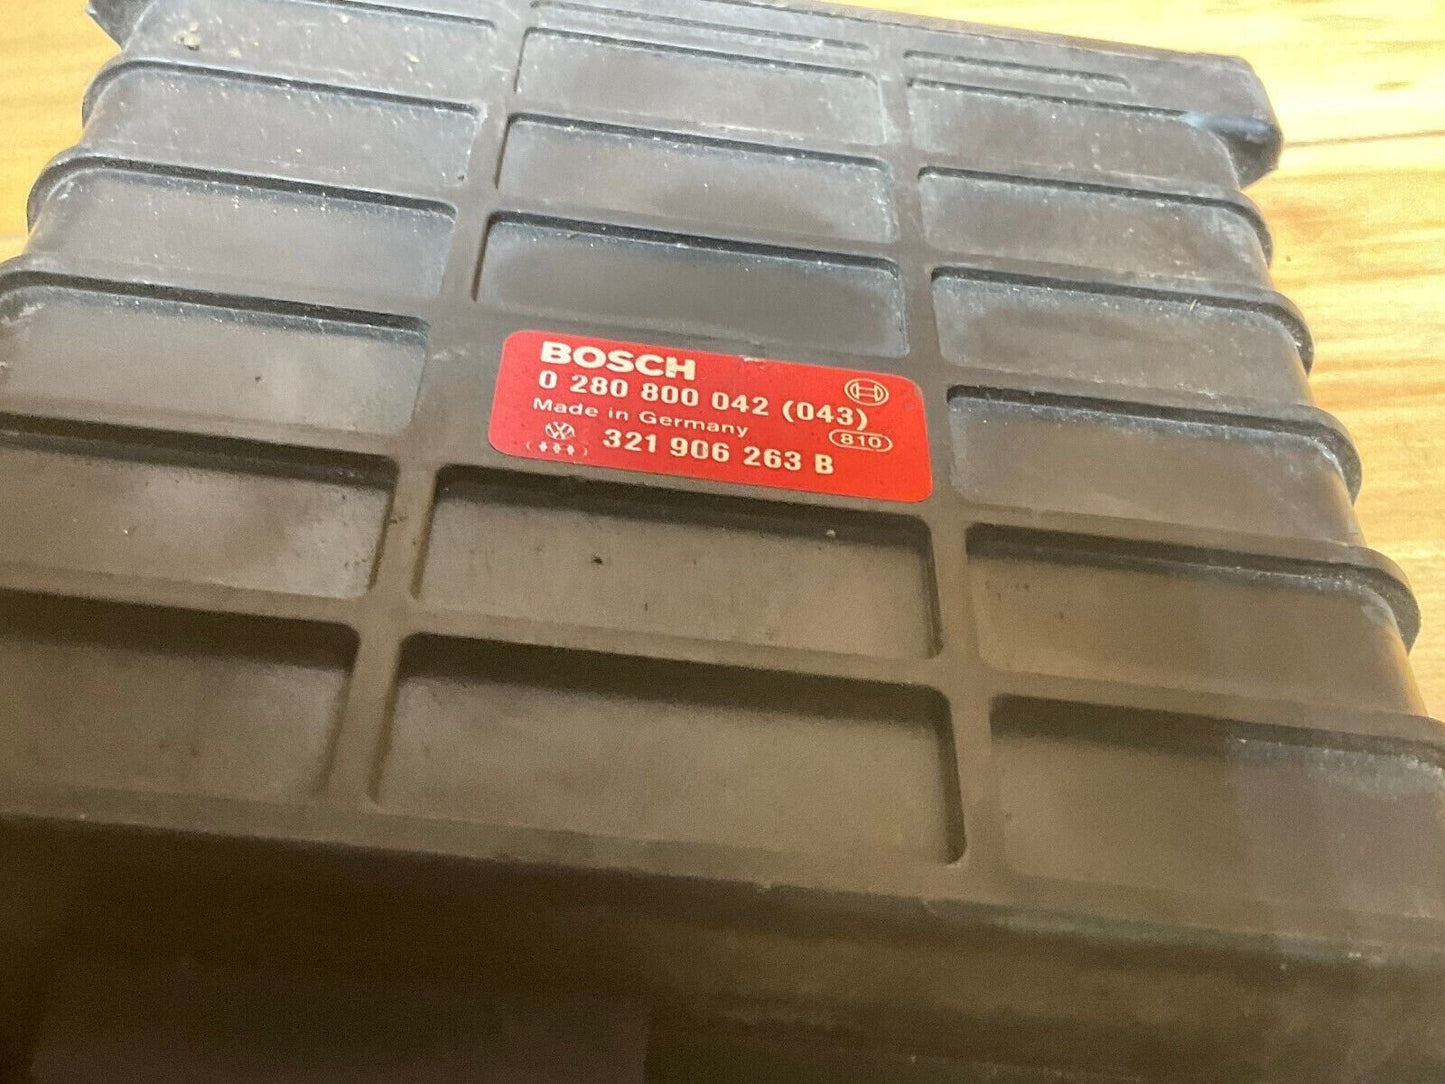 BOSCH
0 280 800 042 (043)
Made in Germany
810
321 906 263 B